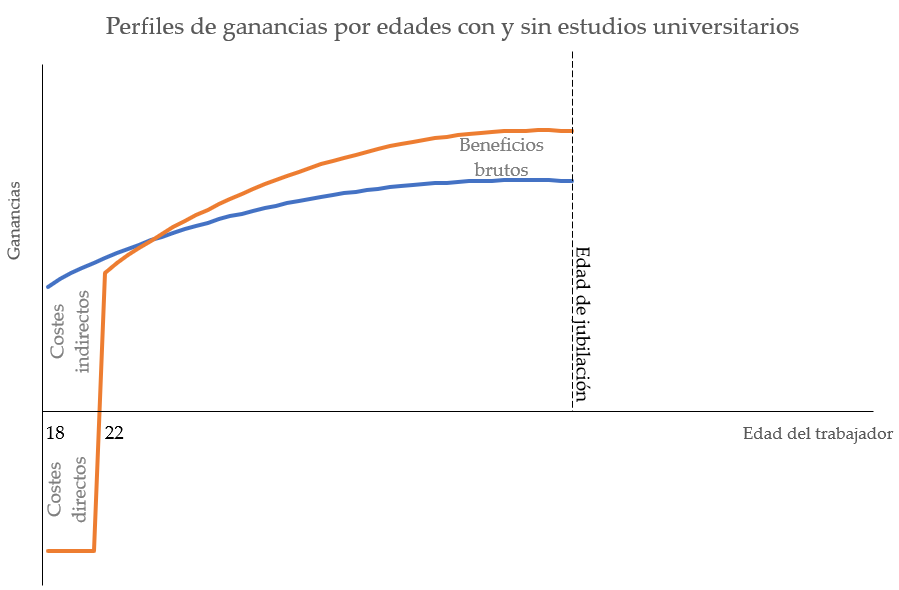 Perfiles de ganancias por edades con y sin estudios universitarios
Ganancias
Beneficios
brutos
Costes
indirectos
Edad de jubilación
18
22
Edad del trabajador
Costes
directos